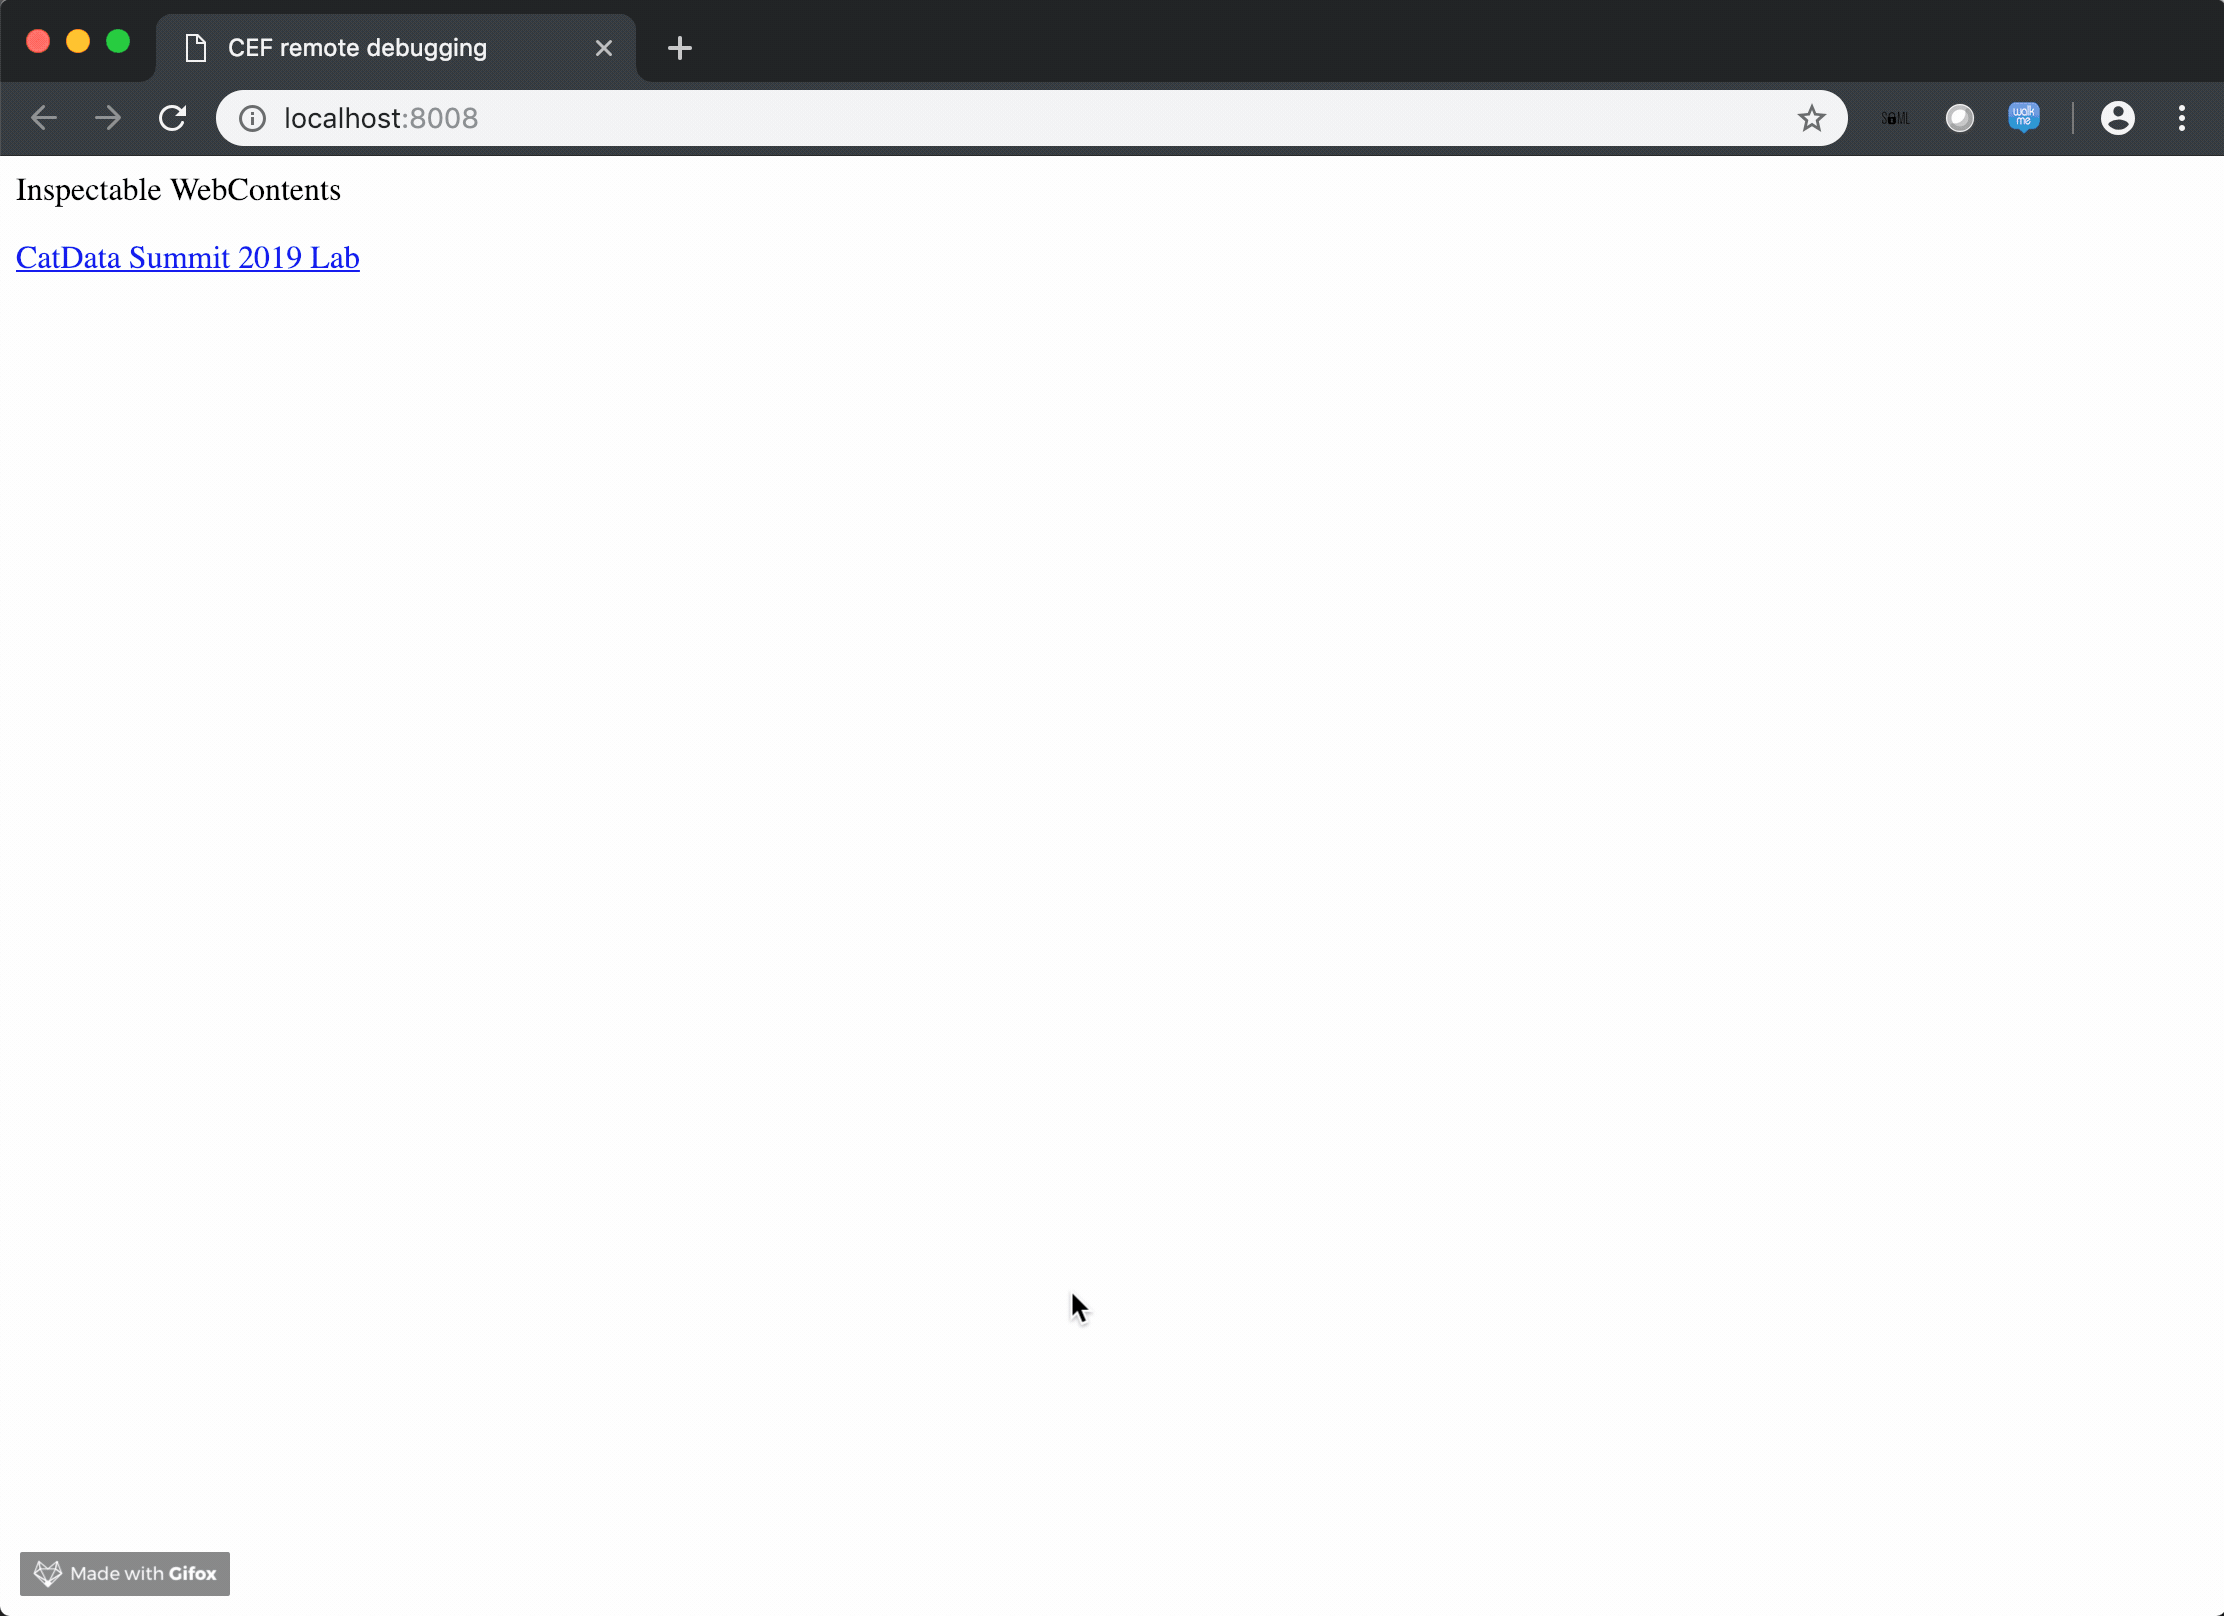 CEF remote debugging
localhost:8008
SAML
walk
me
Inspectable WebContents
CatData Summit 2019 Lab
Made with Gifox